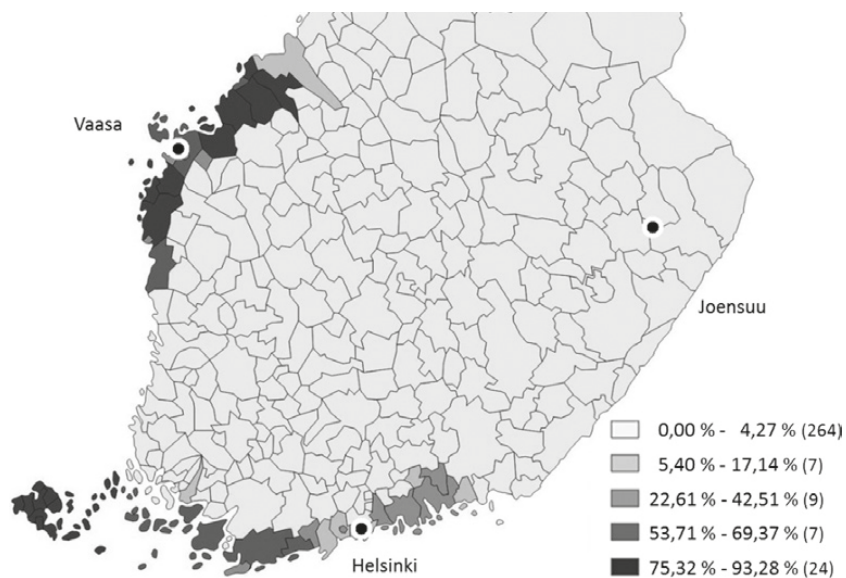 Vaasa
Joensuu
Helsinki
0,00 % - 4,27 % (264)
5,40 % - 17,14 % (7)
22,61 % - 42,51 % (9)
53,71 % - 69,37 % (7)
75,32 % - 93,28 % (24)